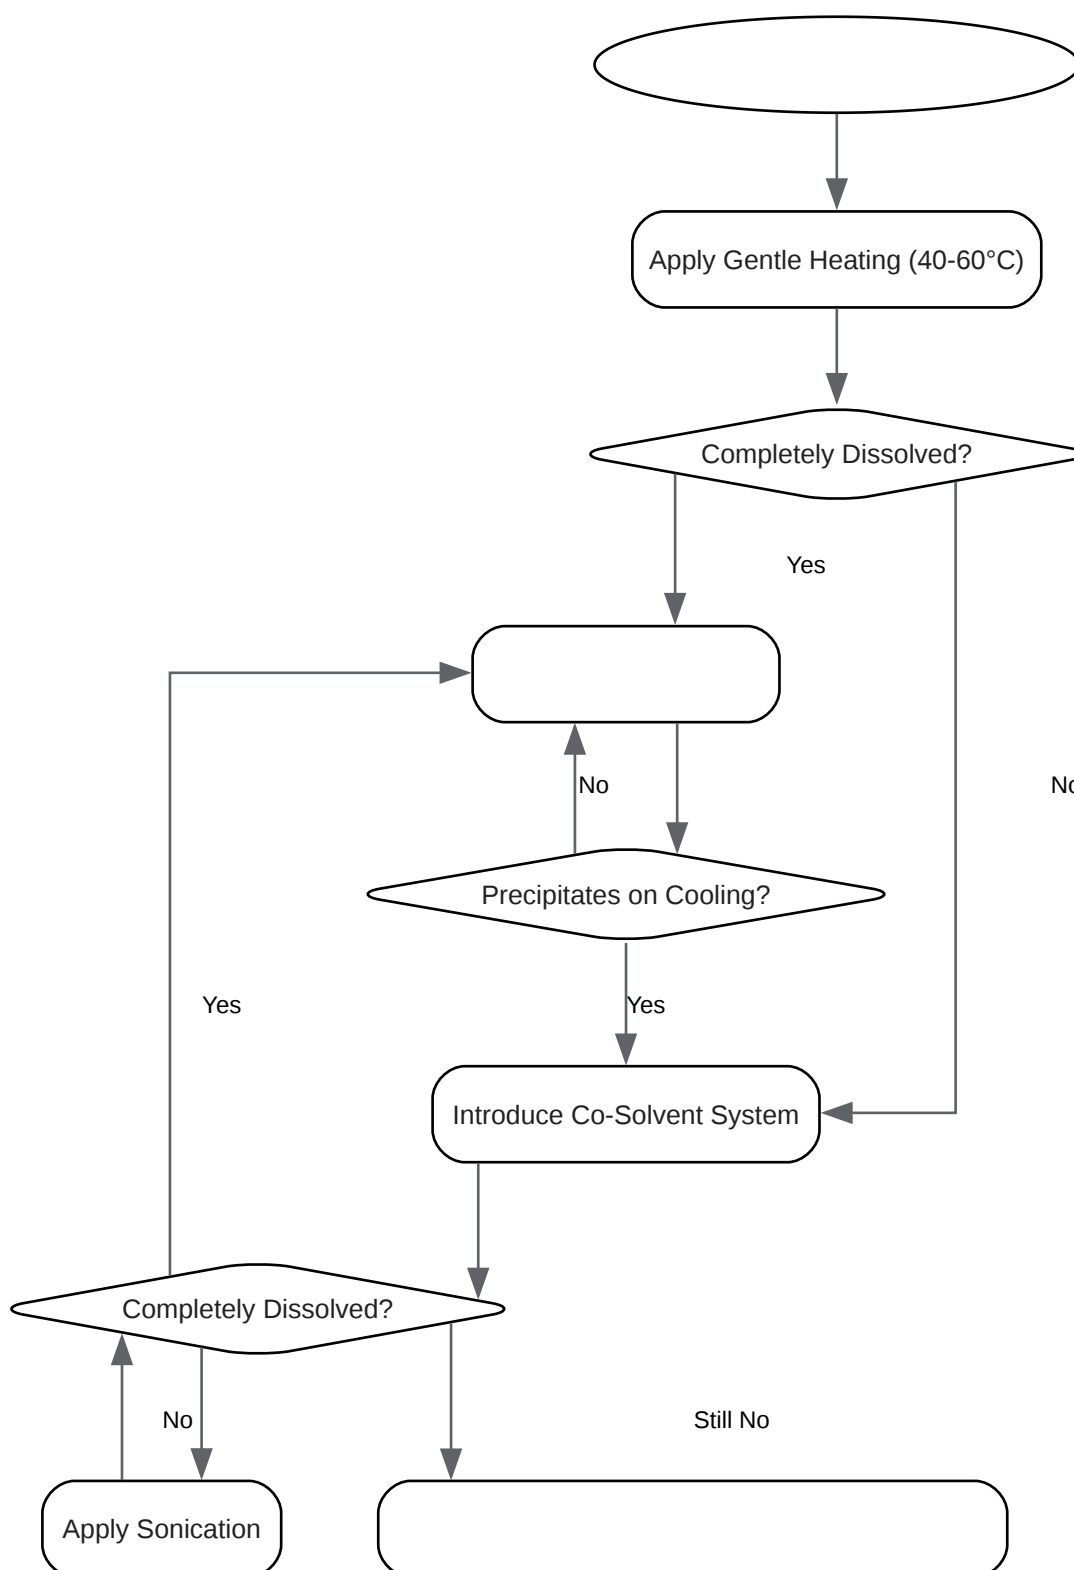 Apply Gentle Heating (40-60°C)
Completely Dissolved?
Yes
No
No
Precipitates on Cooling?
Yes
Yes
Introduce Co-Solvent System
Completely Dissolved?
No
Still No
Apply Sonication